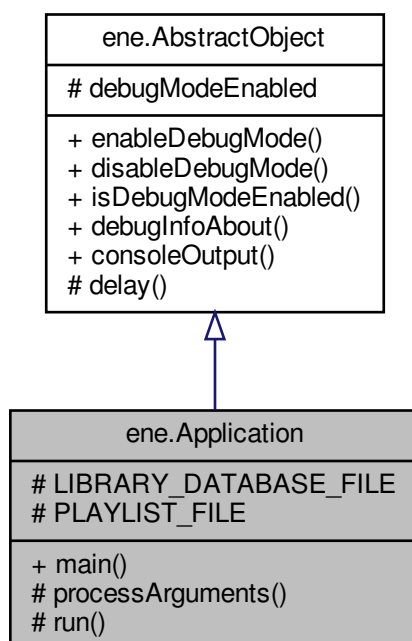 ene.AbstractObject
# debugModeEnabled
+ enableDebugMode()
+ disableDebugMode()
+ isDebugModeEnabled()
+ debugInfoAbout()
+ consoleOutput()
# delay()
ene.Application
# LIBRARY_DATABASE_FILE
# PLAYLIST_FILE
+ main()
# processArguments()
# run()